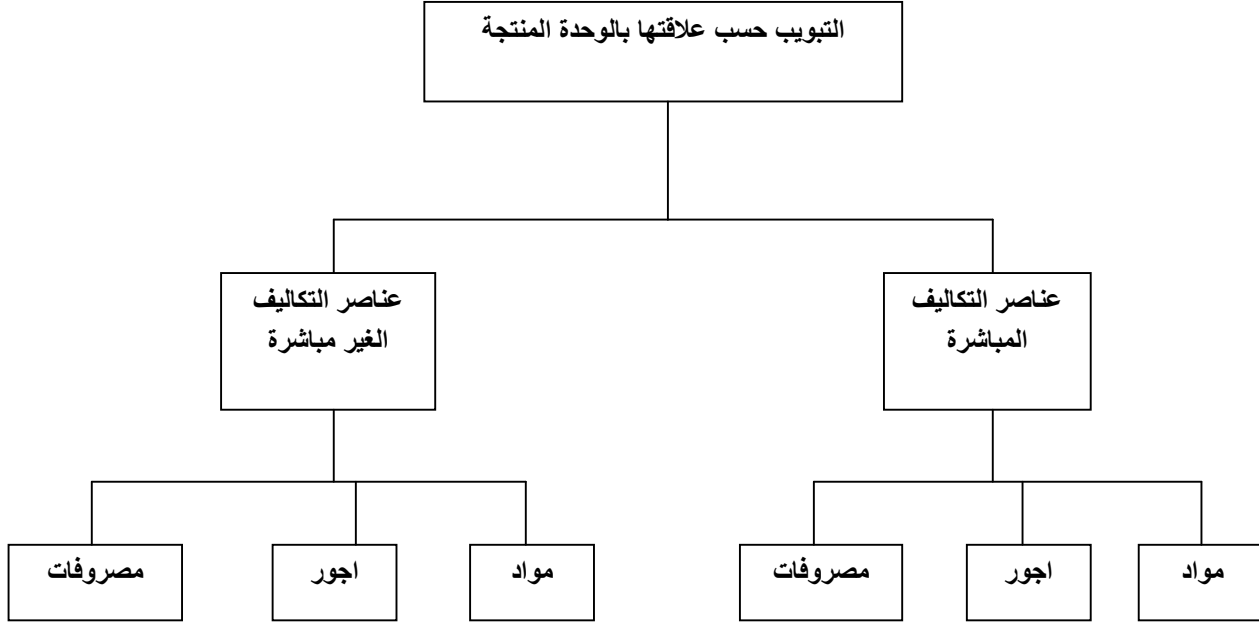 التبويب حسب علاقتها بالوحدة المنتجة
عناصر التكاليف
المباشرة
عناصر التكاليف
الغير مباشرة
مواد
اجور
مصروفات
مواد
اجور
مصروفات